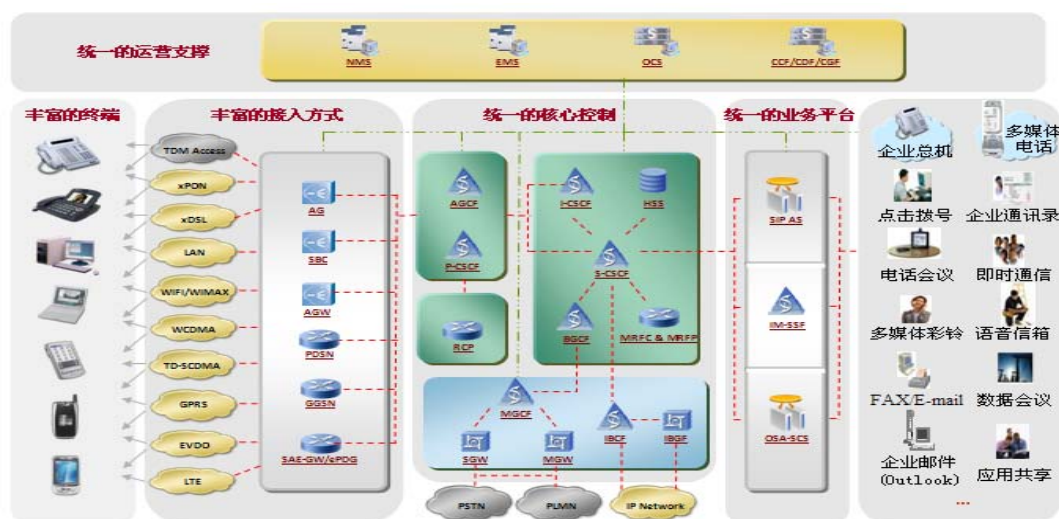 统一的运营支撑
NMS
EMS
OCS
CCF/CDF/CGF
丰富的终端
丰富的接入方式
统一的核心控制
统一的业务平台
TDM Access
xPON
xDSL
LAN
WIFI/WIMAX
WCDMA
TD-SCDMA
GPRS
EVDO
LTE
AG
SBC
AGW
PDSN
GGSN
SAE-GW/ePDG
AGCF
P-CSCF
RCP
I-CSCF
HSS
S-CSCF
BGCF
MRFC & MRFP
MGCF
SGW
MGW
IBCF
IBGF
PSTN
PLMN
IP Network
SIP AS
IM-SSF
OSA-SCS
企业总机
多媒体
电话
点击拨号
企业通讯录
电话会议
即时通信
多媒体彩铃
语音信箱
FAX/E-mail
数据会议
企业邮件
(Outlook)
应用共享
...